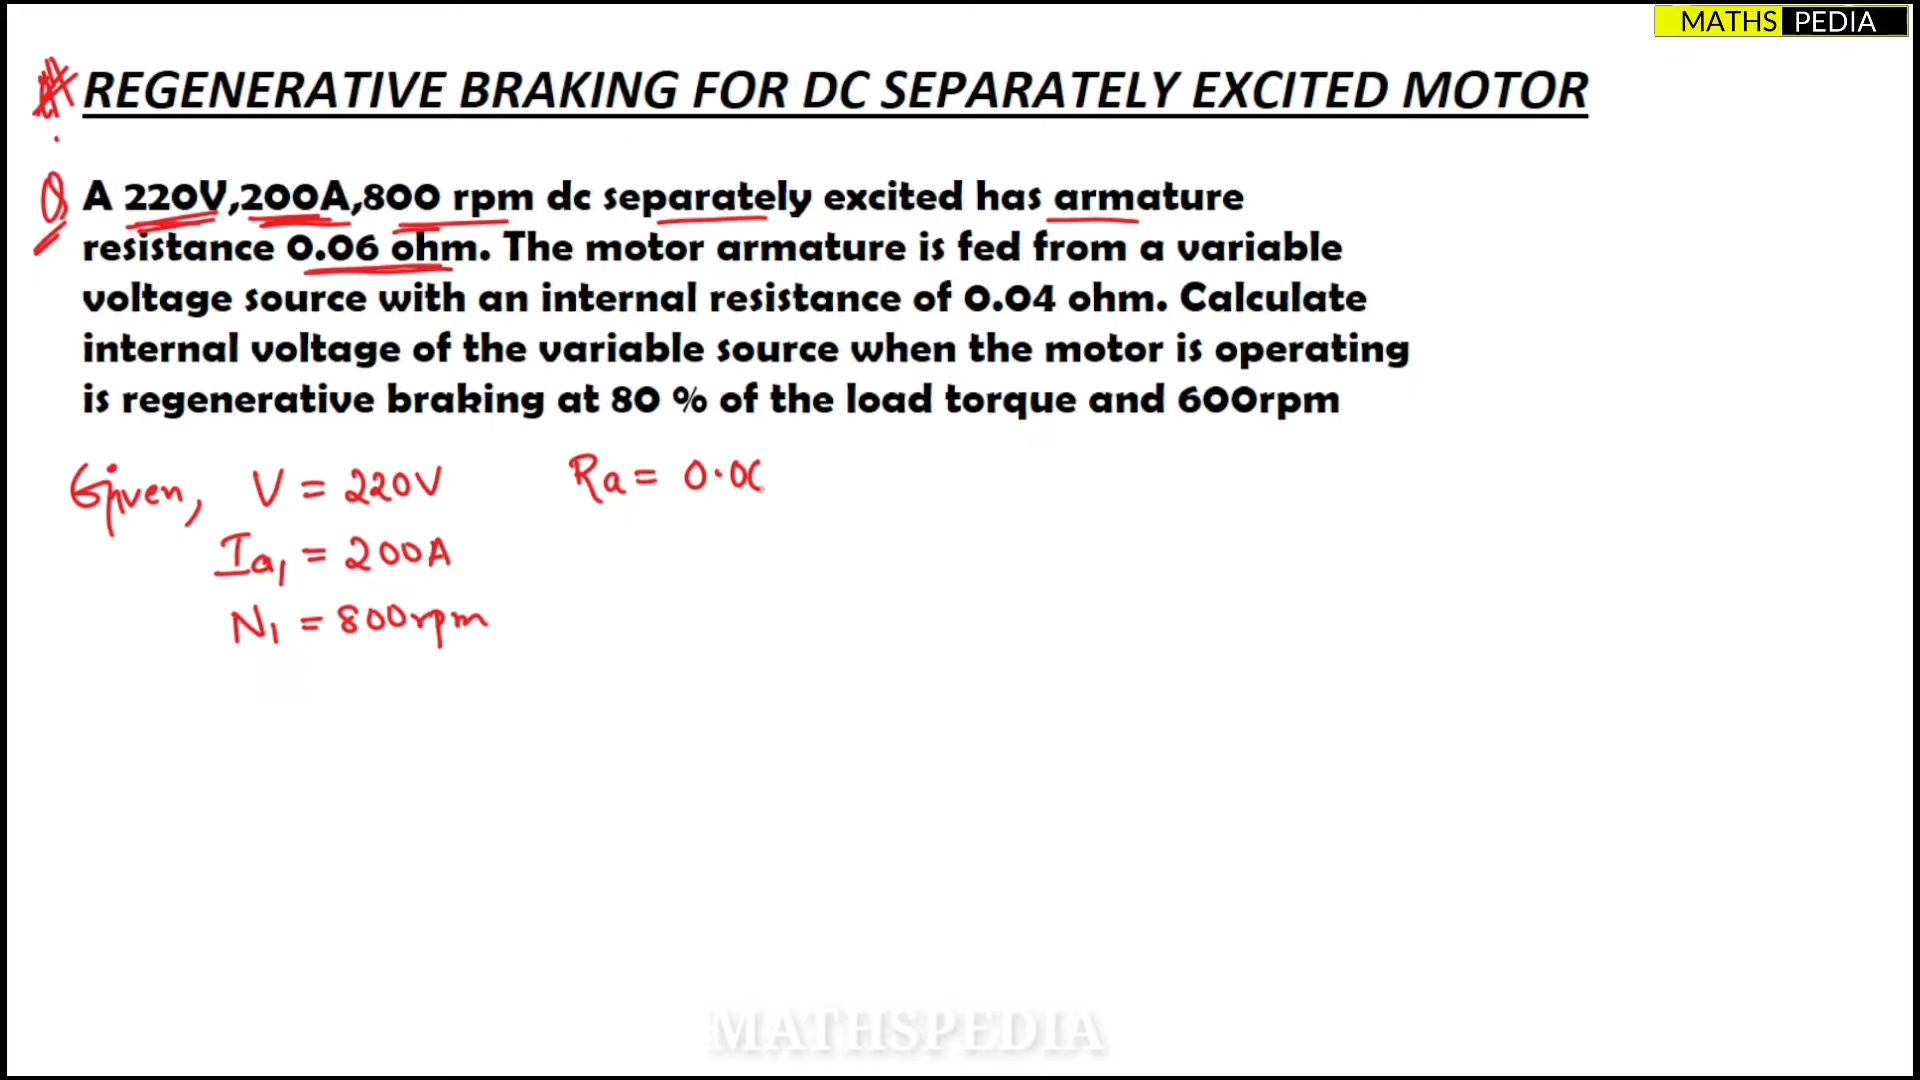 MATHS PEDIA
REGENERATIVE BRAKING FOR DC SEPARATELY EXCITED MOTOR
Q A 220V,200A,800 rpm dc separately excited has armature
resistance 0.06 ohm. The motor armature is fed from a variable
voltage source with an internal resistance of 0.04 ohm. Calculate
internal voltage of the variable source when the motor is operating
is regenerative braking at 80 % of the load torque and 600rpm
Given, V = 220V Ra = 0.0
Ia1 = 200A
N1 = 800rpm
MATHSPEDIA